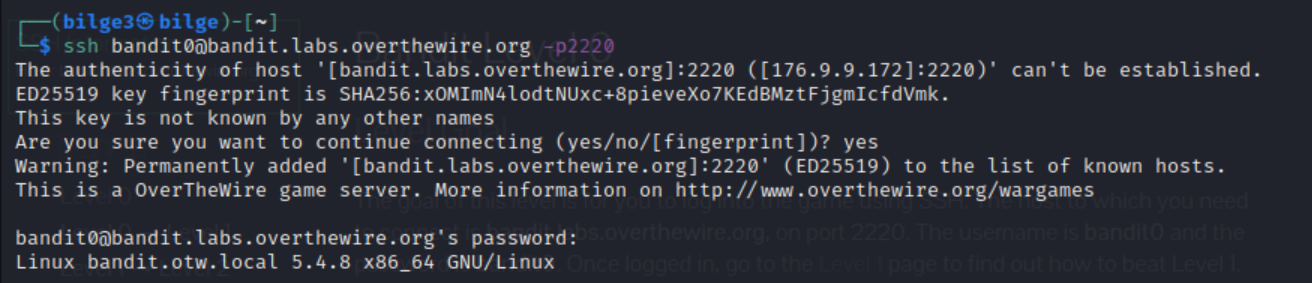 ┌──(bilge3㉿bilge)-[~]
└─$ ssh bandit0@bandit.labs.overthewire.org -p2220
The authenticity of host '[bandit.labs.overthewire.org]:2220 ([176.9.9.172]:2220)' can't be established.
ED25519 key fingerprint is SHA256:xOMImN4lodtNUxc+8pieveXo7KEdBMztFjgmIcfdVmk.
This key is not known by any other names
Are you sure you want to continue connecting (yes/no/[fingerprint])? yes
Warning: Permanently added '[bandit.labs.overthewire.org]:2220' (ED25519) to the list of known hosts.
This is a OverTheWire game server. More information on http://www.overthewire.org/wargames
bandit0@bandit.labs.overthewire.org's password:
Linux bandit.otw.local 5.4.8 x86_64 GNU/Linux